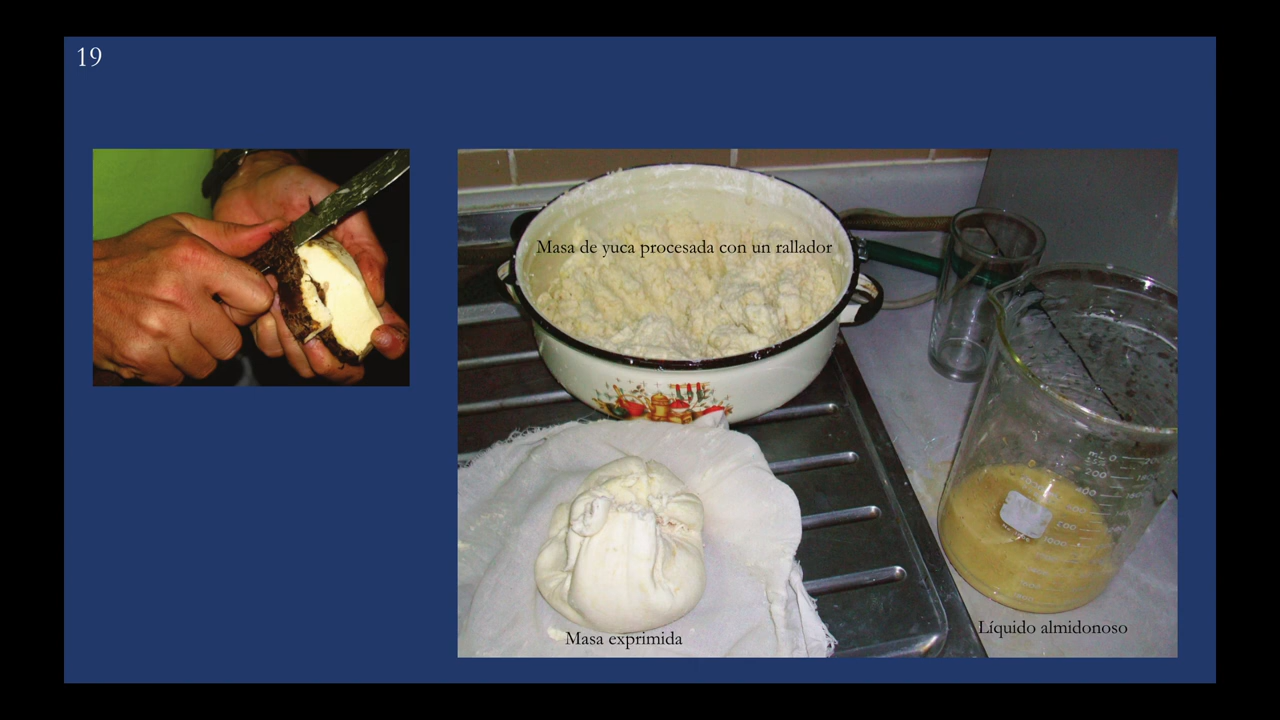 19
Masa de yuca procesada con un rallador
Masa exprimida
Líquido almidonoso